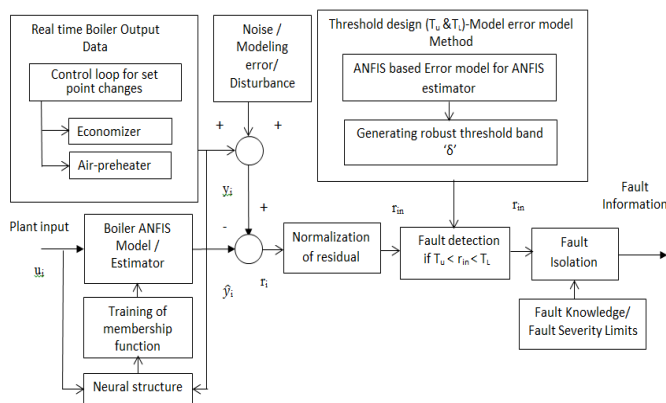 Real time Boiler Output
Data
Control loop for set
point changes
Economizer
Air-preheater
Noise /
Modeling
error/
Disturbance
Threshold design (Tᵤ &Tₗ)-Model error model
Method
ANFIS based Error model for ANFIS
estimator
Generating robust threshold band
‘δ’
+
+
yᵢ
+
-
Plant input
uᵢ
Boiler ANFIS
Model /
Estimator
ŷᵢ
rᵢ
Normalization
of residual
rᵢₙ
Fault detection
if Tᵤ < rᵢₙ < T_L
rᵢₙ
Fault
Isolation
Fault
Information
Training of
membership
function
Neural structure
Fault Knowledge/
Fault Severity Limits